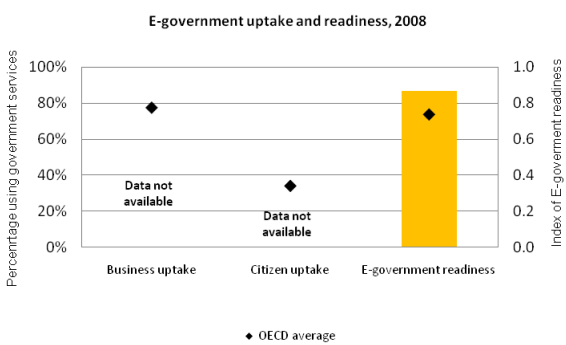 E-government uptake and readiness, 2008
Percenrtage using government services
100%
80%
60%
40%
20%
0%
Data not
available
Data not
available
1.0
0.8
0.6
0.4
0.2
0.0
Index of E-goverment readiness
Business uptake
Citizen uptake
E-government readiness
OECD average